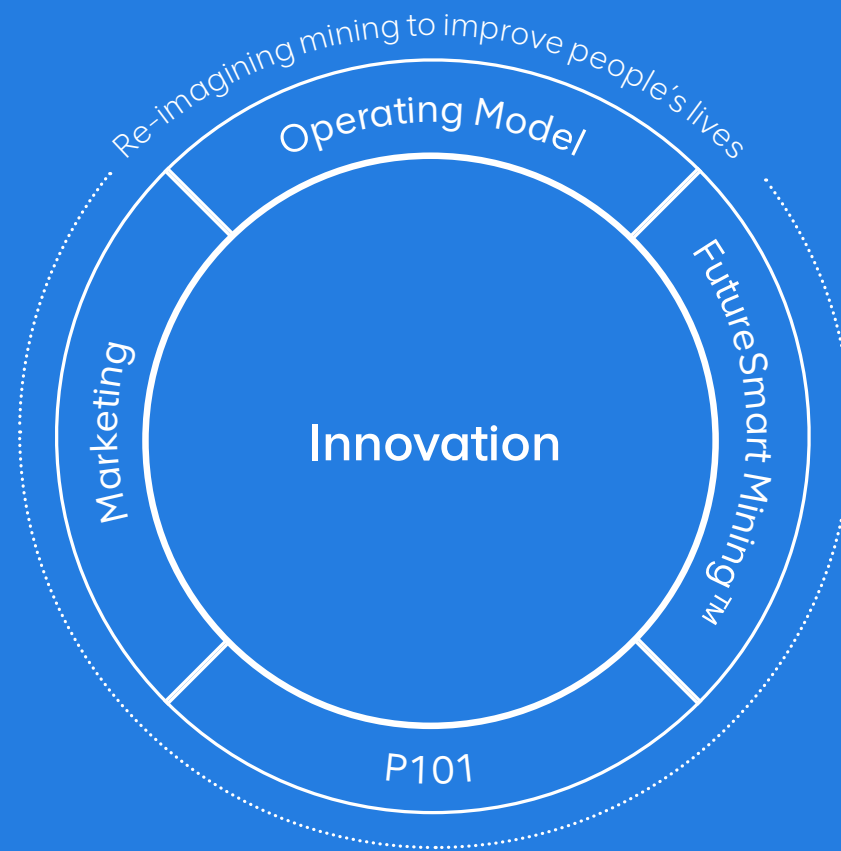 Re-imagining mining to improve people's lives
Operating Model
FutureSmart Mining™
P101
Marketing
Innovation